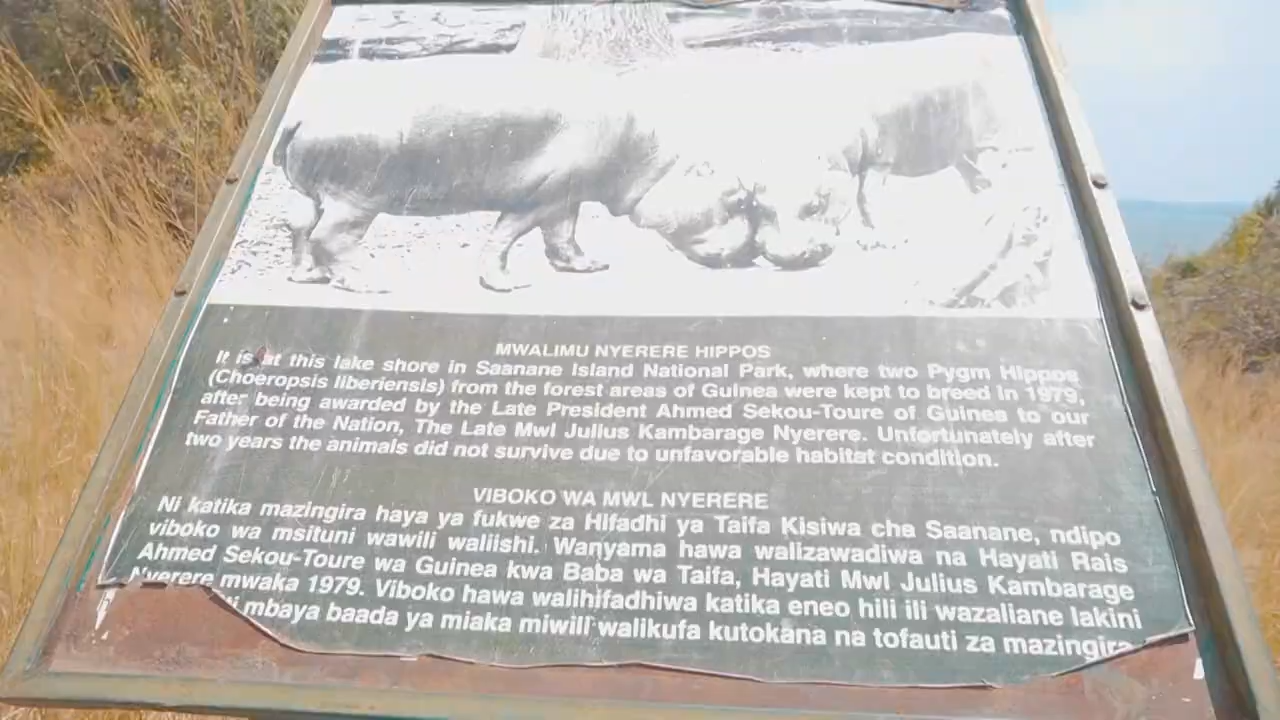 MWALIMU NYERERE HIPPOS
It is at this lake shore in Saanane Island National Park, where two Pygm Hippos
(Choeropsis liberiensis) from the forest areas of Guinea were kept to breed in 1979,
after being awarded by the Late President Ahmed Sekou-Toure of Guinea to our
Father of the Nation, The Late Mwl Julius Kambarage Nyerere. Unfortunately after
two years the animals did not survive due to unfavorable habitat condition.
VIBOKO WA MWL NYERERE
Ni katika mazingira haya ya fukwe za Hifadhi ya Taifa Kisiwa cha Saanane, ndipo
viboko wa msituni wawili waliishi. Wanyama hawa walizawadiwa na Hayati Rais
Ahmed Sekou-Toure wa Guinea kwa Baba wa Taifa, Hayati Mwl Julius Kambarage
Nyerere mwaka 1979. Viboko hawa walihifadhiwa katika eneo hili ili wazaliane lakini
mbaya baada ya miaka miwili walikufa kutokana na tofauti za mazingira